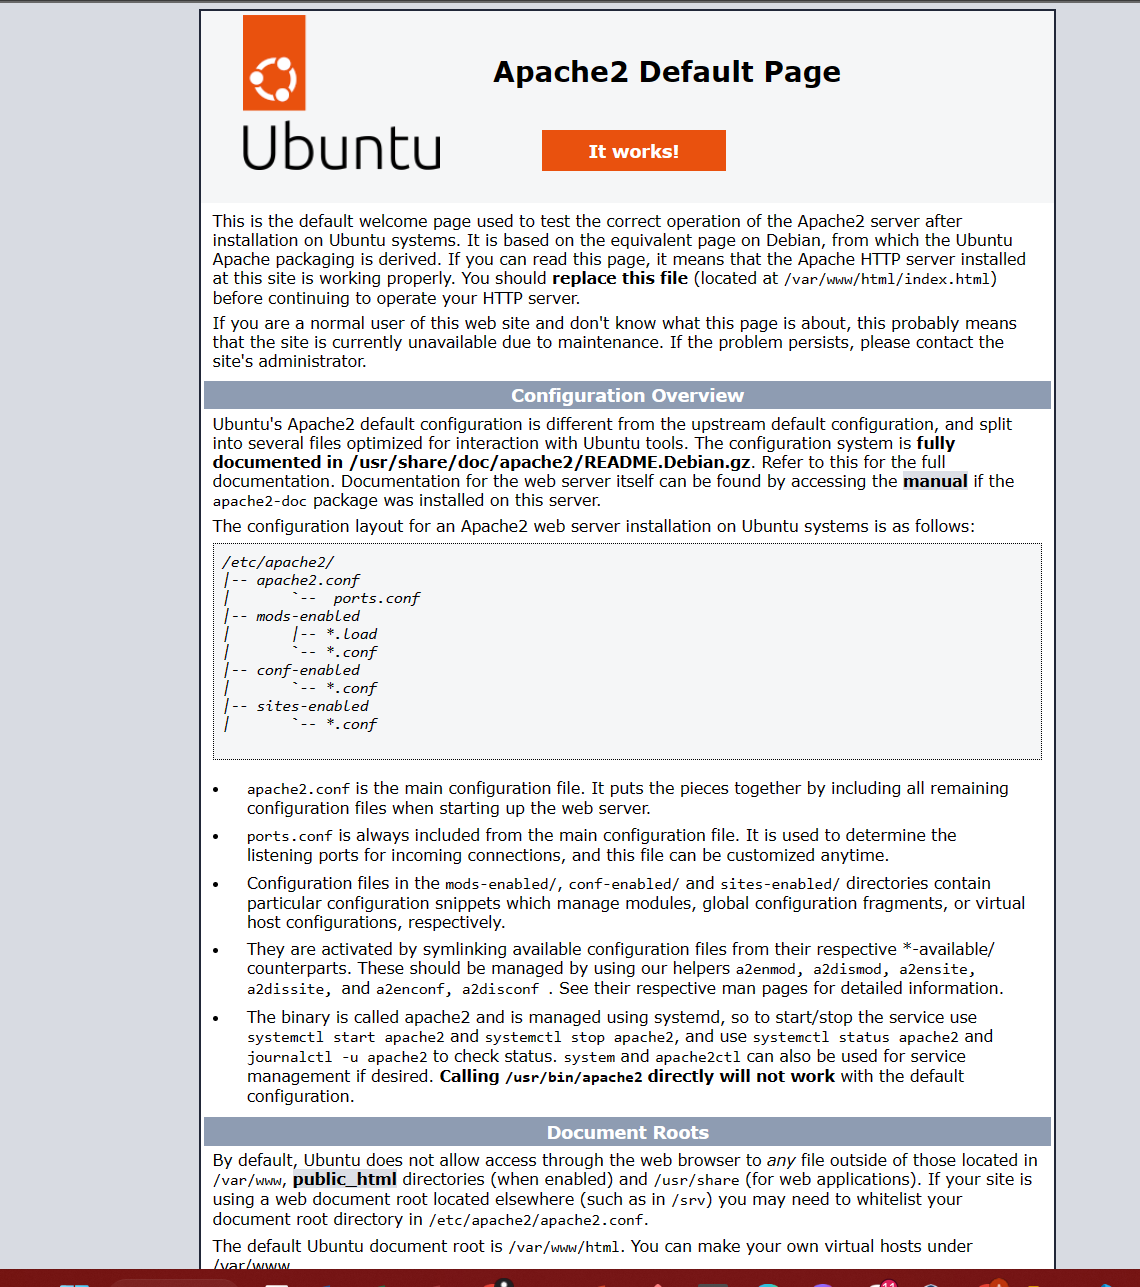 Apache2 Default Page
Ubuntu
It works!
This is the default welcome page used to test the correct operation of the Apache2 server after
installation on Ubuntu systems. It is based on the equivalent page on Debian, from which the Ubuntu
Apache packaging is derived. If you can read this page, it means that the Apache HTTP server installed
at this site is working properly. You should replace this file (located at /var/www/html/index.html)
before continuing to operate your HTTP server.
If you are a normal user of this web site and don't know what this page is about, this probably means
that the site is currently unavailable due to maintenance. If the problem persists, please contact the
site's administrator.
Configuration Overview
Ubuntu's Apache2 default configuration is different from the upstream default configuration, and split
into several files optimized for interaction with Ubuntu tools. The configuration system is fully
documented in /usr/share/doc/apache2/README.Debian.gz. Refer to this for the full
documentation. Documentation for the web server itself can be found by accessing the manual if the
apache2-doc package was installed on this server.
The configuration layout for an Apache2 web server installation on Ubuntu systems is as follows:
/etc/apache2/
|-- apache2.conf
|       `--  ports.conf
|-- mods-enabled
|       |-- *.load
|       `-- *.conf
|-- conf-enabled
|       `-- *.conf
|-- sites-enabled
|       `-- *.conf
• apache2.conf is the main configuration file. It puts the pieces together by including all remaining
configuration files when starting up the web server.
• ports.conf is always included from the main configuration file. It is used to determine the
listening ports for incoming connections, and this file can be customized anytime.
• Configuration files in the mods-enabled/, conf-enabled/ and sites-enabled/ directories contain
particular configuration snippets which manage modules, global configuration fragments, or virtual
host configurations, respectively.
• They are activated by symlinking available configuration files from their respective *-available/
counterparts. These should be managed by using our helpers a2enmod, a2dismod, a2ensite,
a2dissite, and a2enconf, a2disconf . See their respective man pages for detailed information.
• The binary is called apache2 and is managed using systemd, so to start/stop the service use
systemctl start apache2 and systemctl stop apache2, and use systemctl status apache2 and
journalctl -u apache2 to check status. system and apache2ctl can also be used for service
management if desired. Calling /usr/bin/apache2 directly will not work with the default
configuration.
Document Roots
By default, Ubuntu does not allow access through the web browser to any file outside of those located in
/var/www, public_html directories (when enabled) and /usr/share (for web applications). If your site is
using a web document root located elsewhere (such as in /srv) you may need to whitelist your
document root directory in /etc/apache2/apache2.conf.
The default Ubuntu document root is /var/www/html. You can make your own virtual hosts under
/var/www.
11